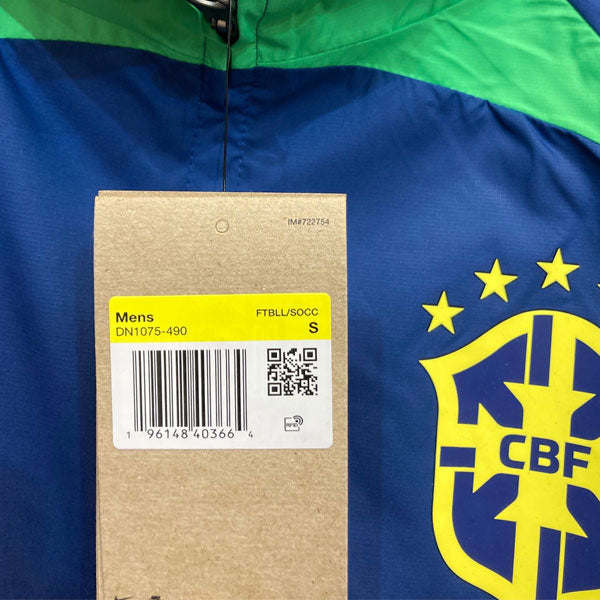 IM#722754
Mens FTBLL/SOCC
DN1075-490 S
1 96148 40366 4
RFID
CBF